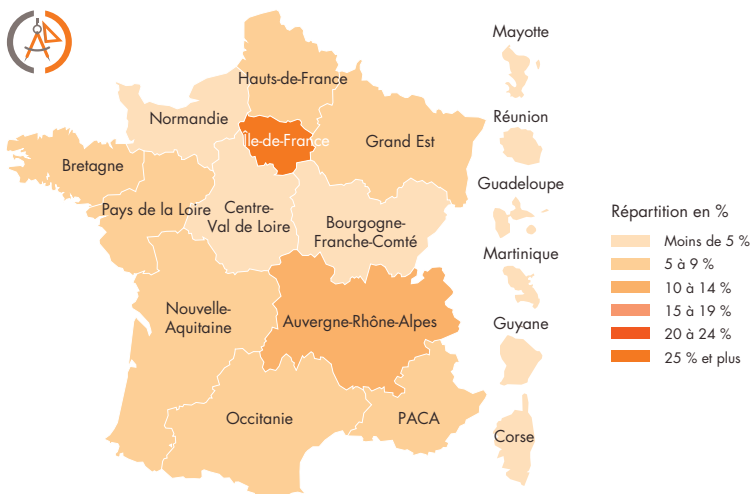 Mayotte
Hauts-de-France
Normandie
Île-de-France
Réunion
Grand Est
Bretagne
Guadeloupe
Pays de la Loire
Centre-
Val de Loire
Bourgogne-
Franche-Comté
Répartition en %
Moins de 5 %
5 à 9 %
10 à 14 %
15 à 19 %
20 à 24 %
25 % et plus
Martinique
Nouvelle-
Aquitaine
Auvergne-Rhône-Alpes
Guyane
Occitanie
PACA
Corse